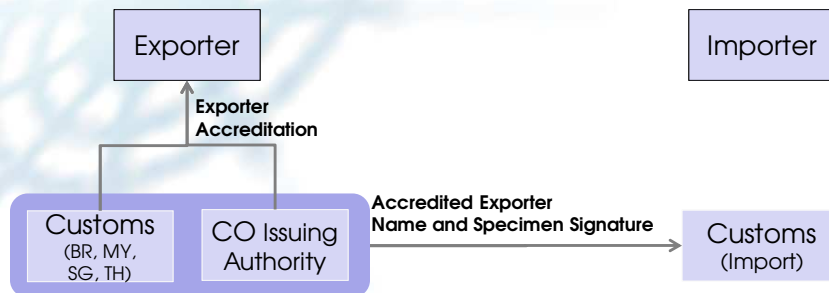 Exporter
Importer
Exporter
Accreditation
Accredited Exporter
Name and Specimen Signature
Customs
(BR, MY,
SG, TH)
CO Issuing
Authority
Customs
(Import)